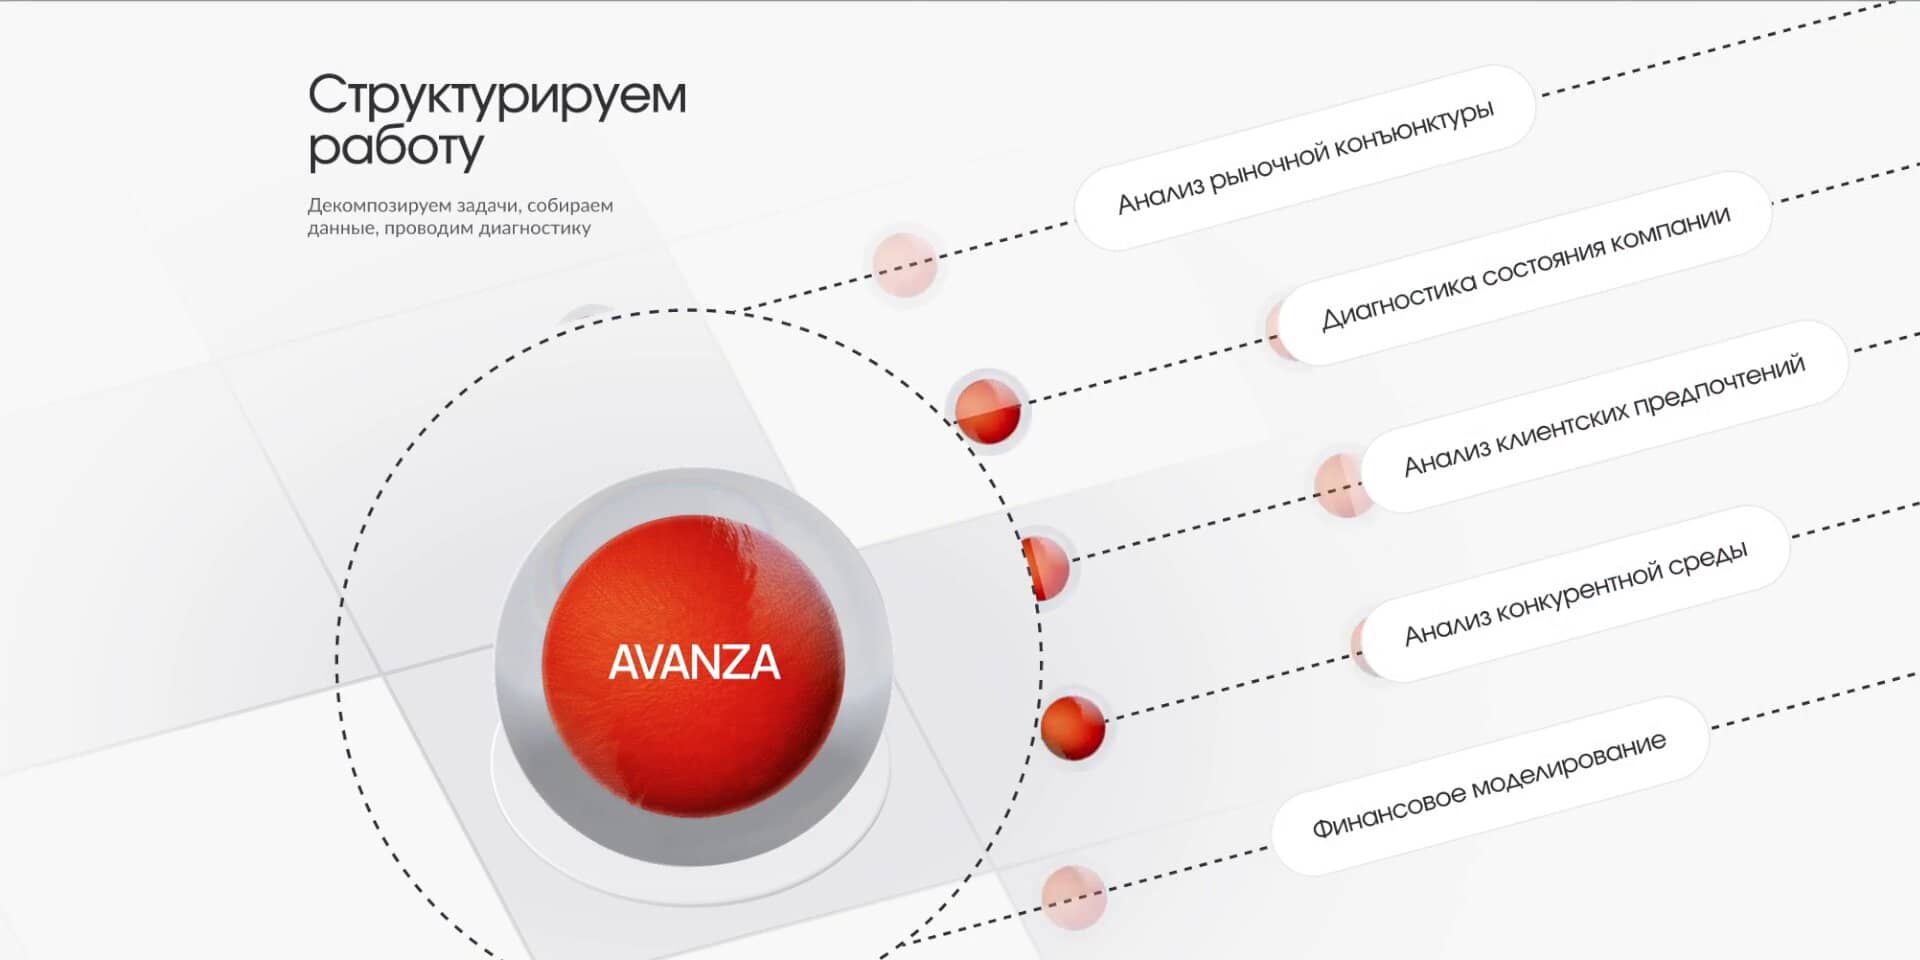 Структурируем
работу
Декомпозируем задачи, собираем
данные, проводим диагностику
Анализ рыночной конъюнктуры
Диагностика состояния компании
Анализ клиентских предпочтений
Анализ конкурентной среды
Финансовое моделирование
AVANZA